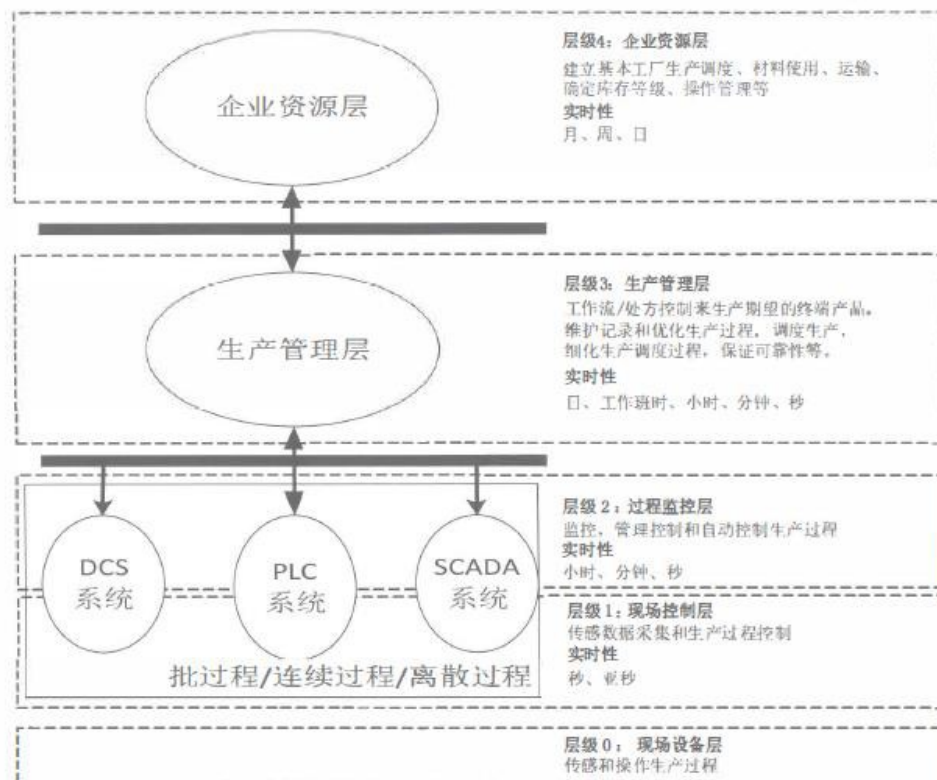 企业资源层
层级4：企业资源层
建立基本工厂生产调度、材料使用、运输、
确定库存等级、操作管理等
实时性
月、周、日
生产管理层
层级3：生产管理层
工作流/处方控制来生产期望的终端产品。
维护记录和优化生产过程，调度生产，
细化生产调度过程，保证可靠性等。
实时性
日、工作班时、小时、分钟、秒
DCS
系统
PLC
系统
SCADA
系统
层级 2：过程监控层
监控，管理控制和自动控制生产过程
实时性
小时、分钟、秒
批过程/连续过程/离散过程
层级 1：现场控制层
传感数据采集和生产过程控制
实时性
秒、亚秒
层级 0： 现场设备层
传感和操作生产过程